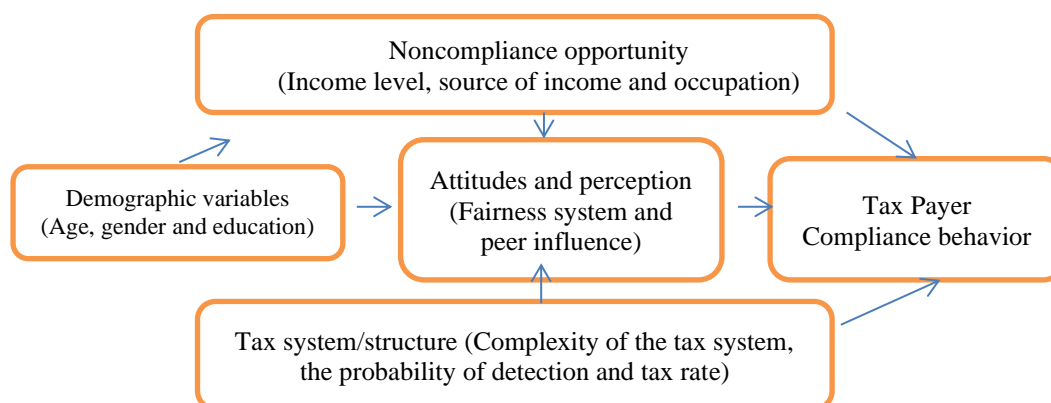 Noncompliance opportunity
(Income level, source of income and occupation)
Demographic variables
(Age, gender and education)
Attitudes and perception
(Fairness system and
peer influence)
Tax Payer
Compliance behavior
Tax system/structure (Complexity of the tax system,
the probability of detection and tax rate)